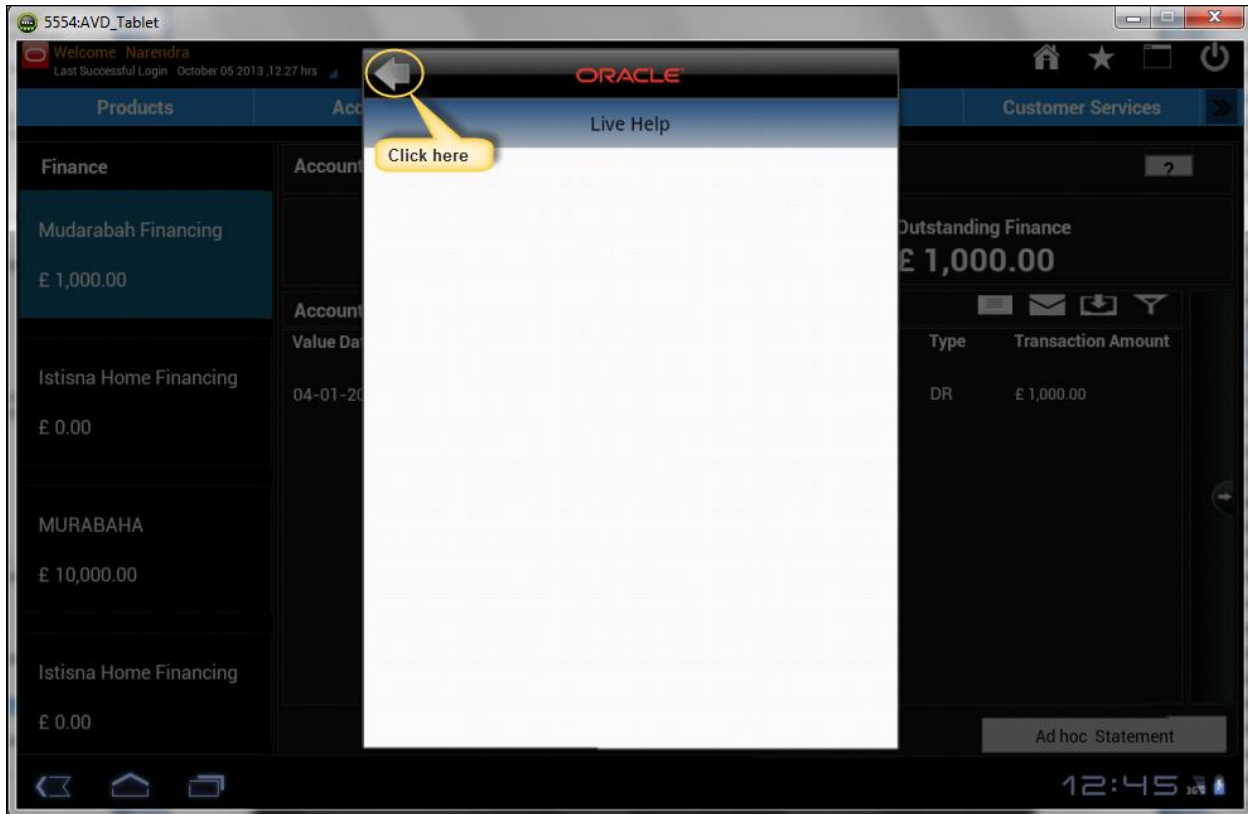 5554:AVD_Tablet
Welcome Narendra
Last Successful Login October 05 2013 ,12.27 hrs
ORACLE
Products
Acc
Customer Services
Live Help
Click here
Finance
Account
?
Mudarabah Financing
£ 1,000.00
Outstanding Finance
£ 1,000.00
Account
Value Dat
Type
Transaction Amount
04-01-20
DR
£ 1,000.00
Istisna Home Financing
£ 0.00
MURABAHA
£ 10,000.00
Istisna Home Financing
£ 0.00
Ad hoc Statement
12:45
3G